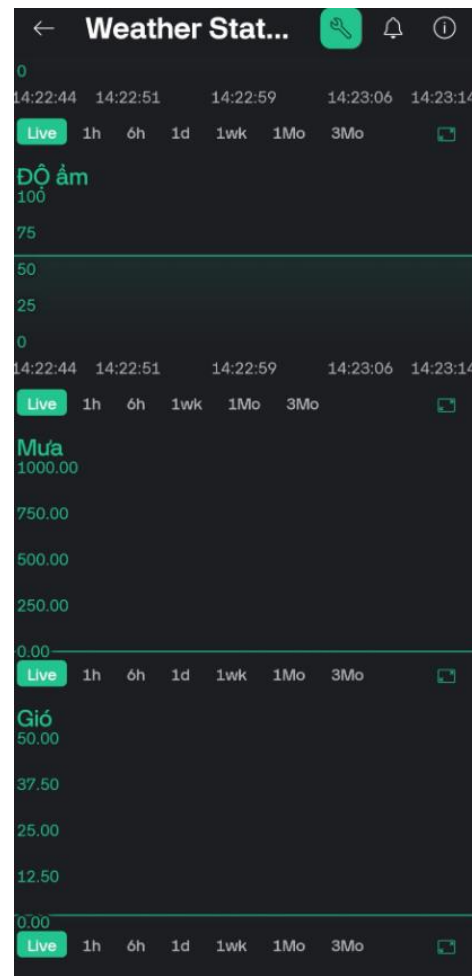 Weather Stat...
0
14:22:44 14:22:51 14:22:59 14:23:06 14:23:14
Live 1h 6h 1d 1wk 1Mo 3Mo
ĐỘ ẩm
100
75
50
25
0
14:22:44 14:22:51 14:22:59 14:23:06 14:23:14
Live 1h 6h 1wk 1Mo 3Mo
Mưa
1000.00
750.00
500.00
250.00
0.00
Live 1h 6h 1d 1wk 1Mo 3Mo
Gió
50.00
37.50
25.00
12.50
0.00
Live 1h 6h 1d 1wk 1Mo 3Mo